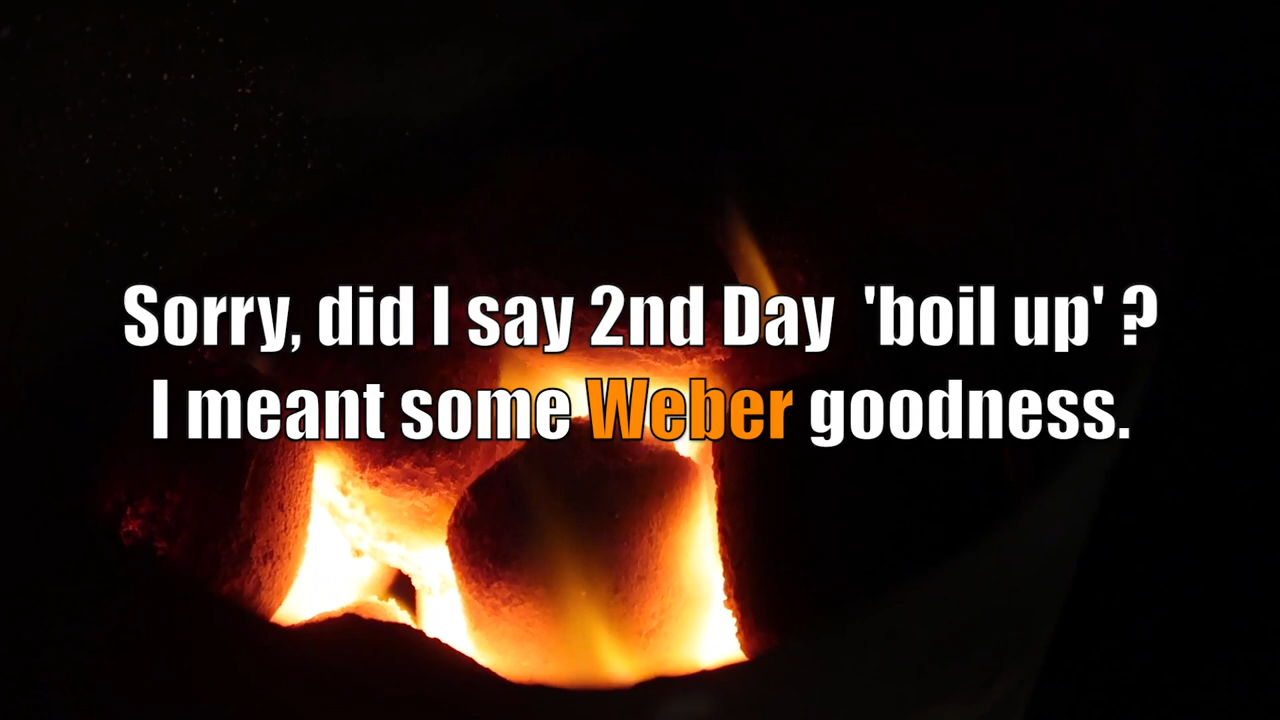 Sorry, did I say 2nd Day  'boil up' ?
I meant some Weber goodness.